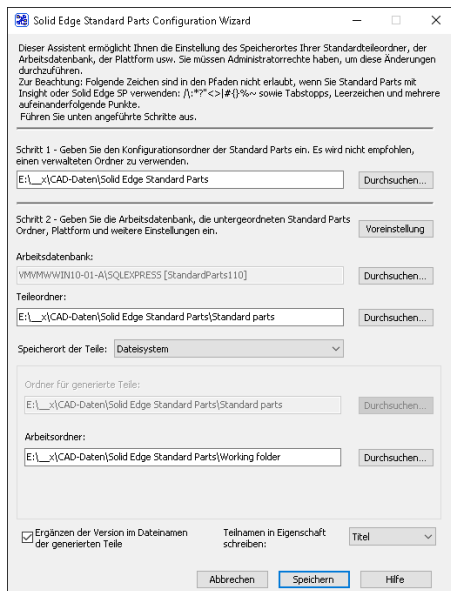 Solid Edge Standard Parts Configuration Wizard
Dieser Assistent ermöglicht Ihnen die Einstellung des Speicherortes Ihrer Standardteileordner, der
Arbeitsdatenbank, der Plattform usw. Sie müssen Administratorrechte haben, um diese Änderungen
durchzuführen.
Zur Beachtung: Folgende Zeichen sind in den Pfaden nicht erlaubt, wenn Sie Standard Parts mit
Insight oder Solid Edge SP verwenden: /\:*?"<>|#{}%~ sowie Tabstopps, Leerzeichen und mehrere
aufeinanderfolgende Punkte.
Führen Sie unten angeführte Schritte aus.
Schritt 1 - Geben Sie den Konfigurationsordner der Standard Parts ein. Es wird nicht empfohlen,
einen verwalteten Ordner zu verwenden.
E:\__x\CAD-Daten\Solid Edge Standard Parts
Durchsuchen...
Schritt 2 - Geben Sie die Arbeitsdatenbank, die untergeordneten Standard Parts
Ordner, Plattform und weitere Einstellungen ein.
Voreinstellung
Arbeitsdatenbank:
VMVMWWIN10-01-A\SQLEXPRESS [StandardParts110]
Durchsuchen...
Teileordner:
E:\__x\CAD-Daten\Solid Edge Standard Parts\Standard parts
Durchsuchen...
Speicherort der Teile: Dateisystem
Ordner für generierte Teile:
E:\__x\CAD-Daten\Solid Edge Standard Parts\Standard parts
Durchsuchen...
Arbeitsordner:
E:\__x\CAD-Daten\Solid Edge Standard Parts\Working folder
Durchsuchen...
Ergänzen der Version im Dateinamen
der generierten Teile
Teilnamen in Eigenschaft
schreiben:
Titel
Abbrechen
Speichern
Hilfe